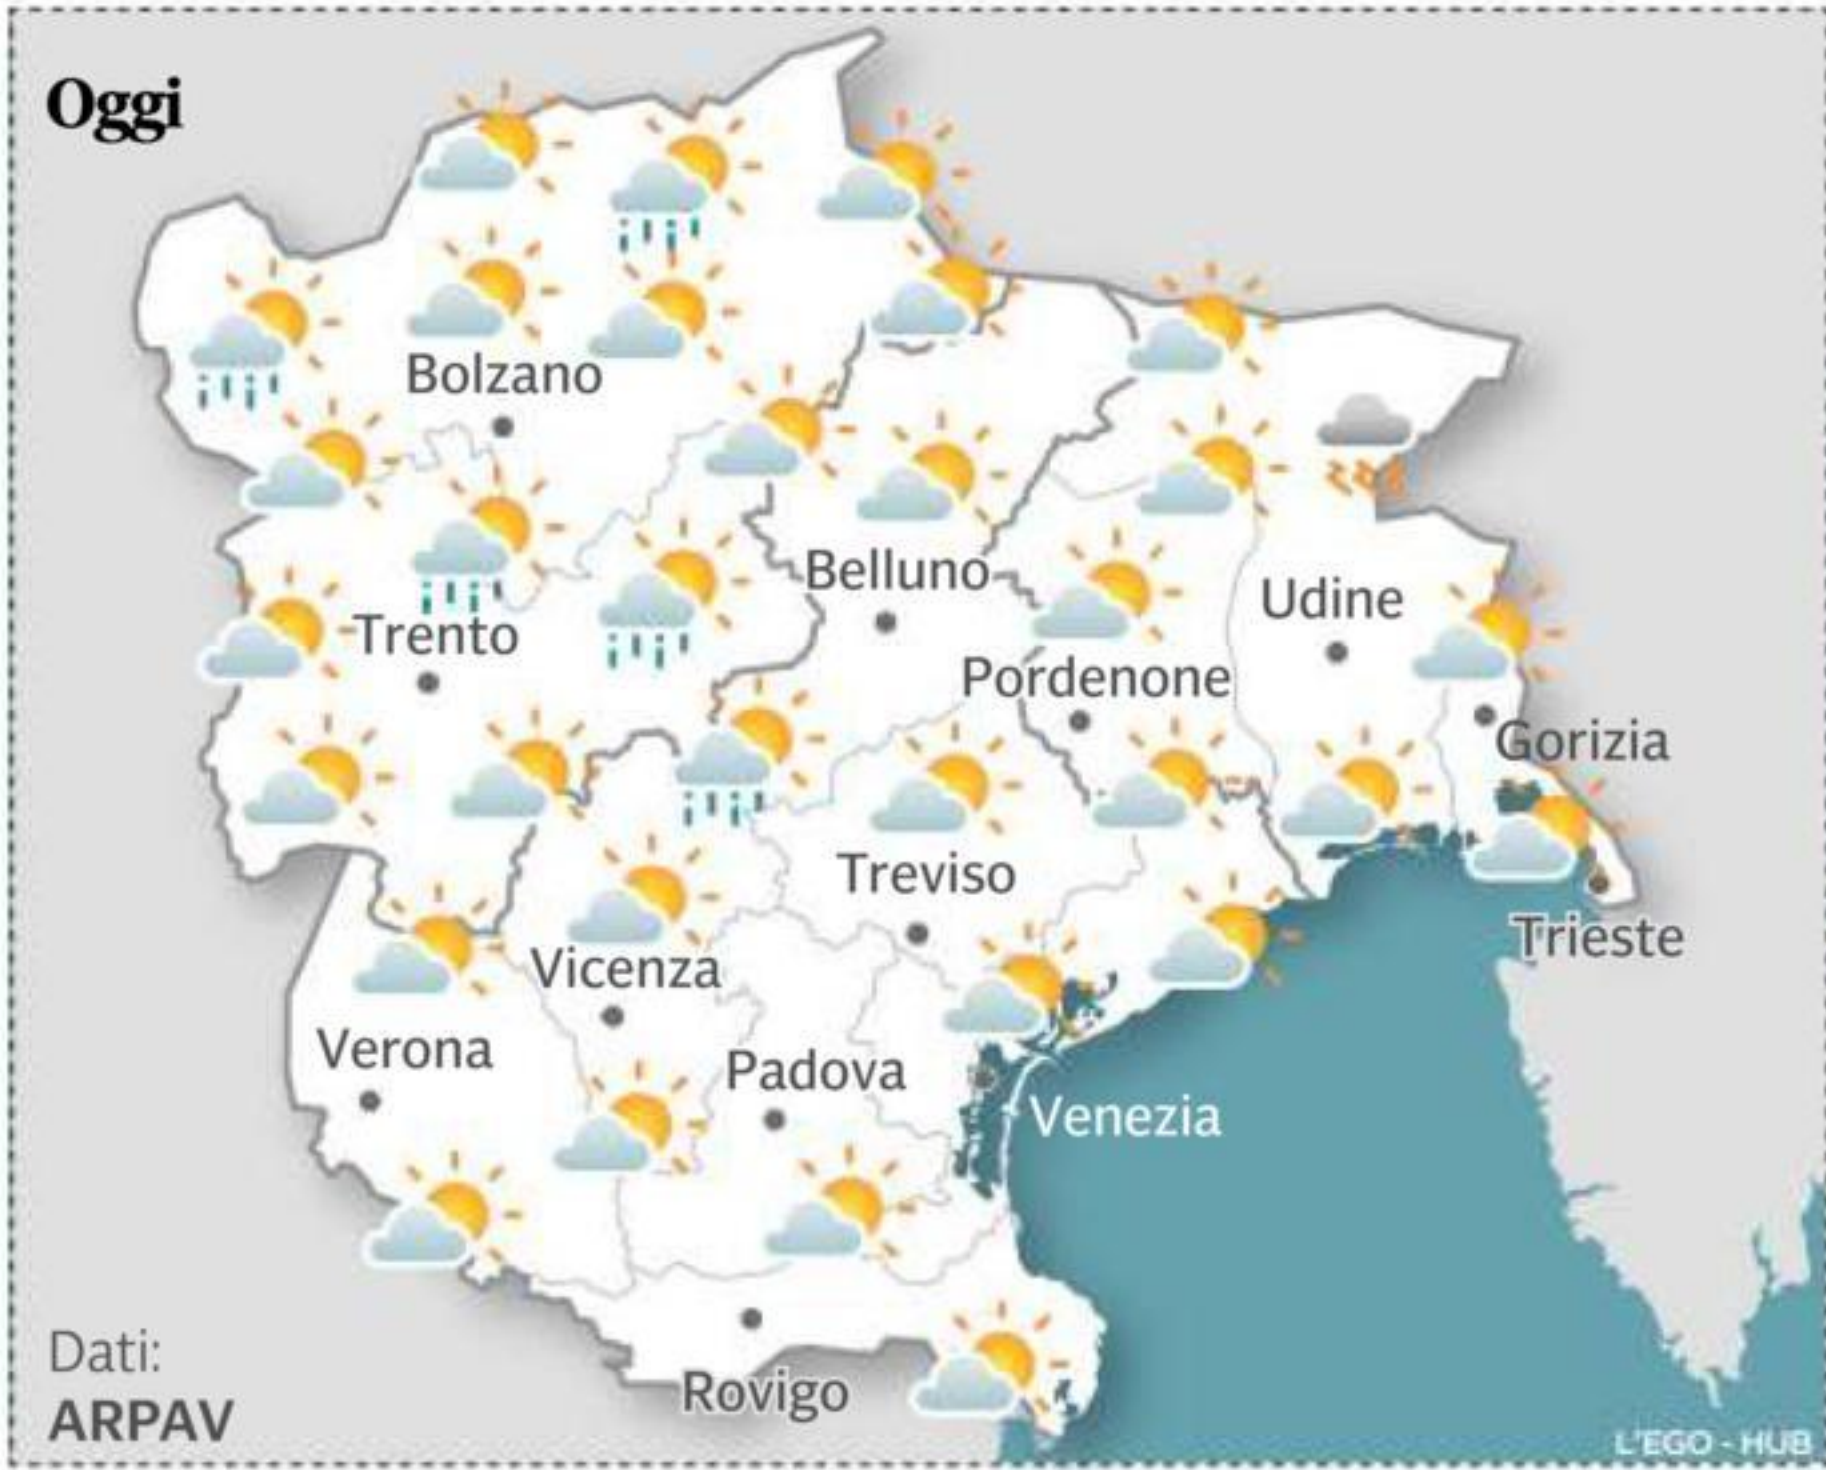 Oggi
Bolzano
Belluno
Udine
Trento
Pordenone
Gorizia
Treviso
Trieste
Vicenza
Verona
Padova
Venezia
Dati:
ARPAV
Rovigo
L'EGO - HUB